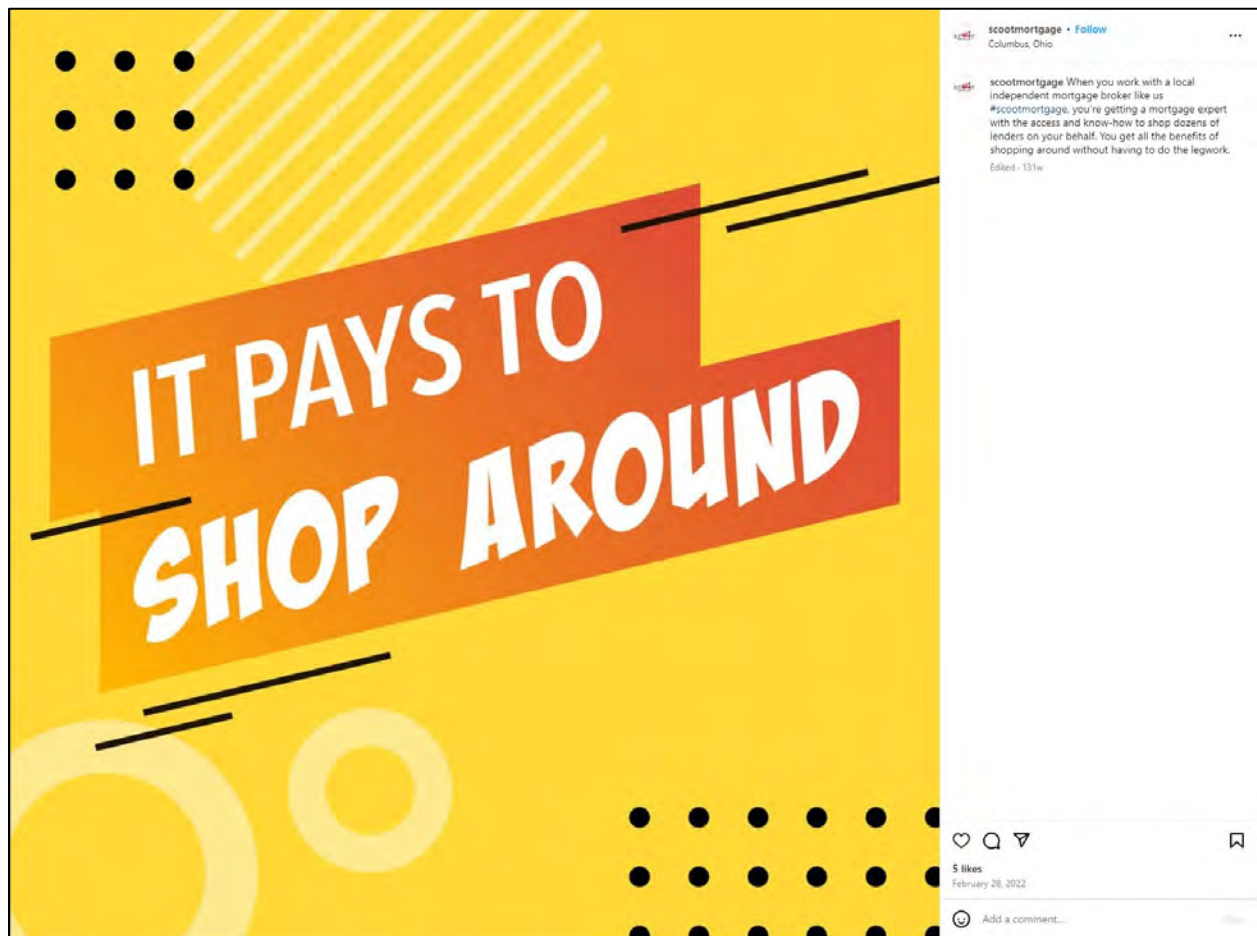 IT PAYS TO
SHOP AROUND
scootmortgage • Follow
Columbus, Ohio
scootmortgage When you work with a local
independent mortgage broker like us
#scootmortgage, you're getting a mortgage expert
with the access and know-how to shop dozens of
lenders on your behalf. You get all the benefits of
shopping around without having to do the legwork.
Edited · 131w
5 likes
February 28, 2022
Add a comment...